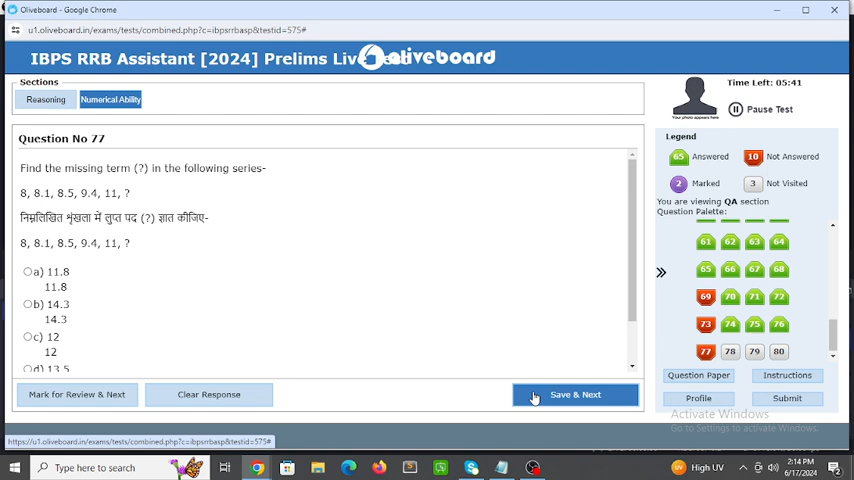 Oliveboard - Google Chrome
u1.oliveboard.in/exams/tests/combined.php?c=ibpsrrbasp&testid=575#
IBPS RRB Assistant [2024] Prelims Live
oliveboard
Sections
Reasoning
Numerical Ability
Time Left: 05:41
Your photo appears here
Pause Test
Question No 77
Find the missing term (?) in the following series-
8, 8.1, 8.5, 9.4, 11, ?
निम्नलिखित शृंखला में लुप्त पद (?) ज्ञात कीजिए-
8, 8.1, 8.5, 9.4, 11, ?
a) 11.8
11.8
b) 14.3
14.3
c) 12
12
d) 13.5
Legend
65 Answered
10 Not Answered
2 Marked
3 Not Visited
You are viewing QA section
Question Palette:
61 62 63 64
65 66 67 68
69 70 71 72
73 74 75 76
77 78 79 80
Mark for Review & Next
Clear Response
Save & Next
Question Paper
Instructions
Profile
Submit
Activate Windows
Go to Settings to activate Windows.
https://u1.oliveboard.in/exams/tests/combined.php?c=ibpsrrbasp&testid=575#
Type here to search
High UV
2:14 PM
6/17/2024
2